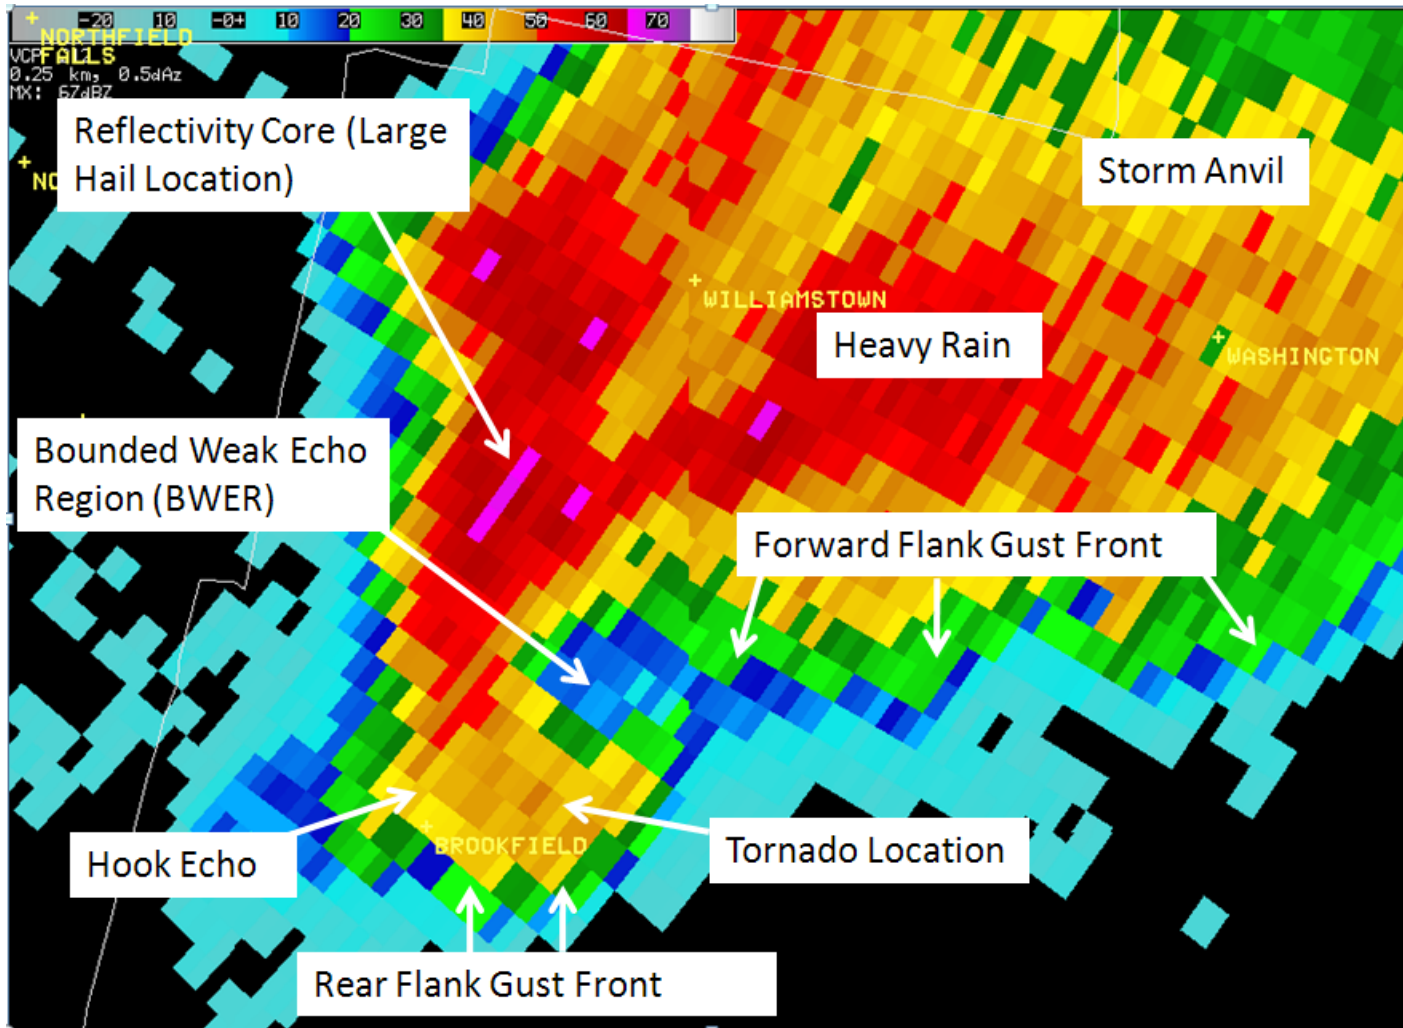 -20 10 -0+ 10 20 30 40 50 60 70
NORTHFIELD
FALLS
VCP
0.25 km, 0.5dAz
MX: 67dBZ
Reflectivity Core (Large
Hail Location)
NO
Storm Anvil
WILLIAMSTOWN
Heavy Rain
WASHINGTON
Bounded Weak Echo
Region (BWER)
Forward Flank Gust Front
BROOKFIELD
Hook Echo
Tornado Location
Rear Flank Gust Front